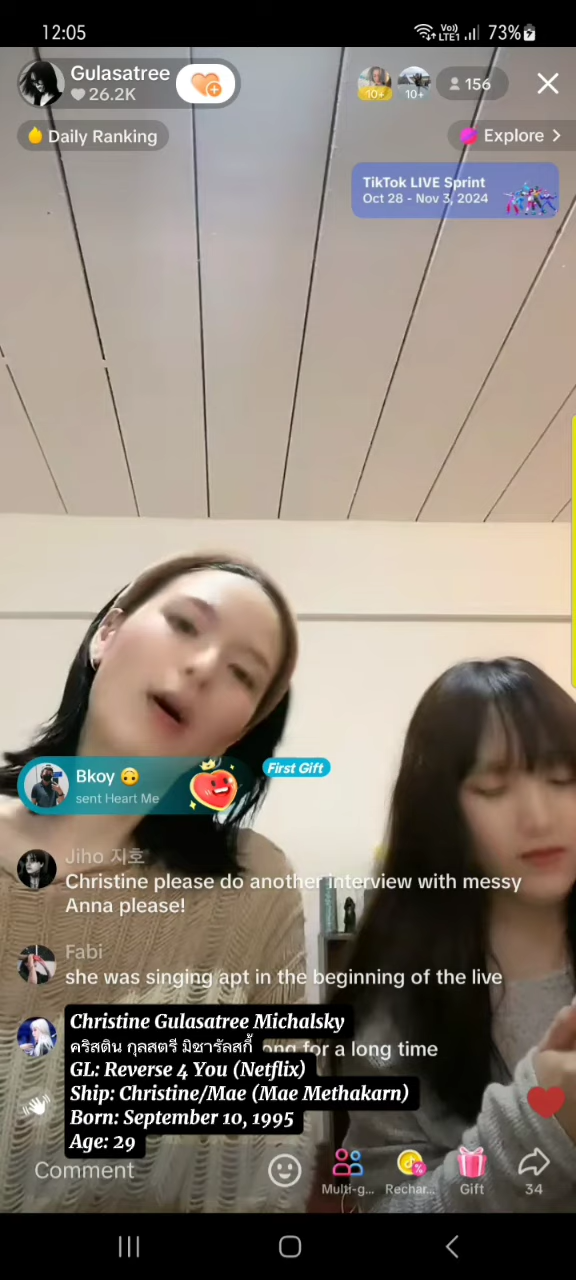 12:05
Vo))
LTE1
73%
Gulasatree
26.2K
10+
10+
156
Daily Ranking
Explore >
TikTok LIVE Sprint
Oct 28 - Nov 3, 2024
Bkoy 🙃
sent Heart Me
First Gift
Jiho 지호
Christine please do another interview with messy
Anna please!
Fabi
she was singing apt in the beginning of the live
for a long time
Christine Gulasatree Michalsky
คริสติน กุลสตรี มิชารัลสกี้
GL: Reverse 4 You (Netflix)
Ship: Christine/Mae (Mae Methakarn)
Born: September 10, 1995
Age: 29
Comment
Multi-g...
Rechar...
Gift
34